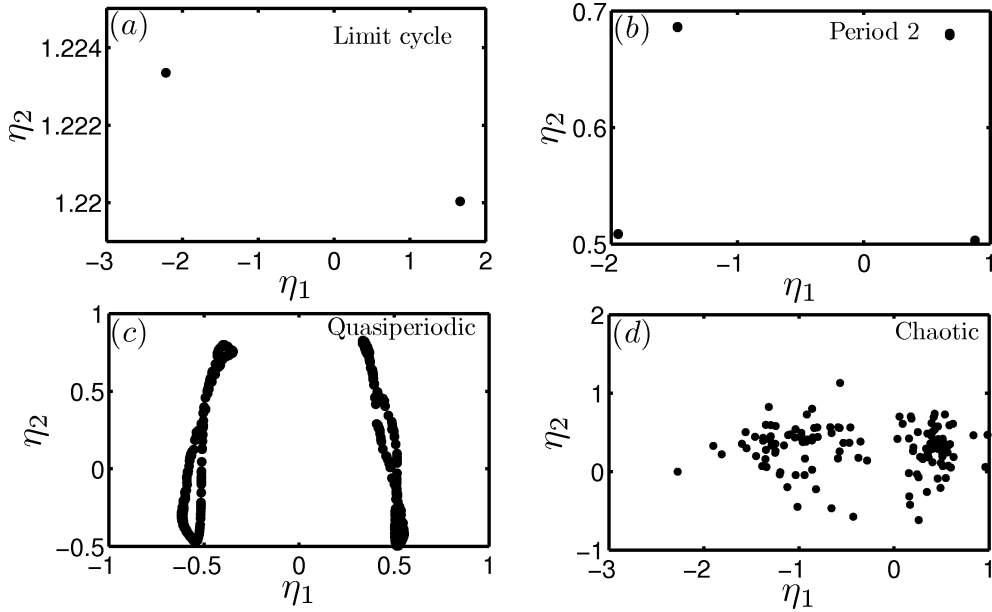 (a) Limit cycle
1.224
1.222
1.22
η2
−3 −2 −1 0 1 2
η1
(b) Period 2
0.7
0.6
0.5
η2
−2 −1 0 1
η1
(c) Quasiperiodic
1
0.5
0
−0.5
η2
−1 −0.5 0 0.5 1
η1
(d) Chaotic
2
1
0
−1
η2
−3 −2 −1 0 1
η1